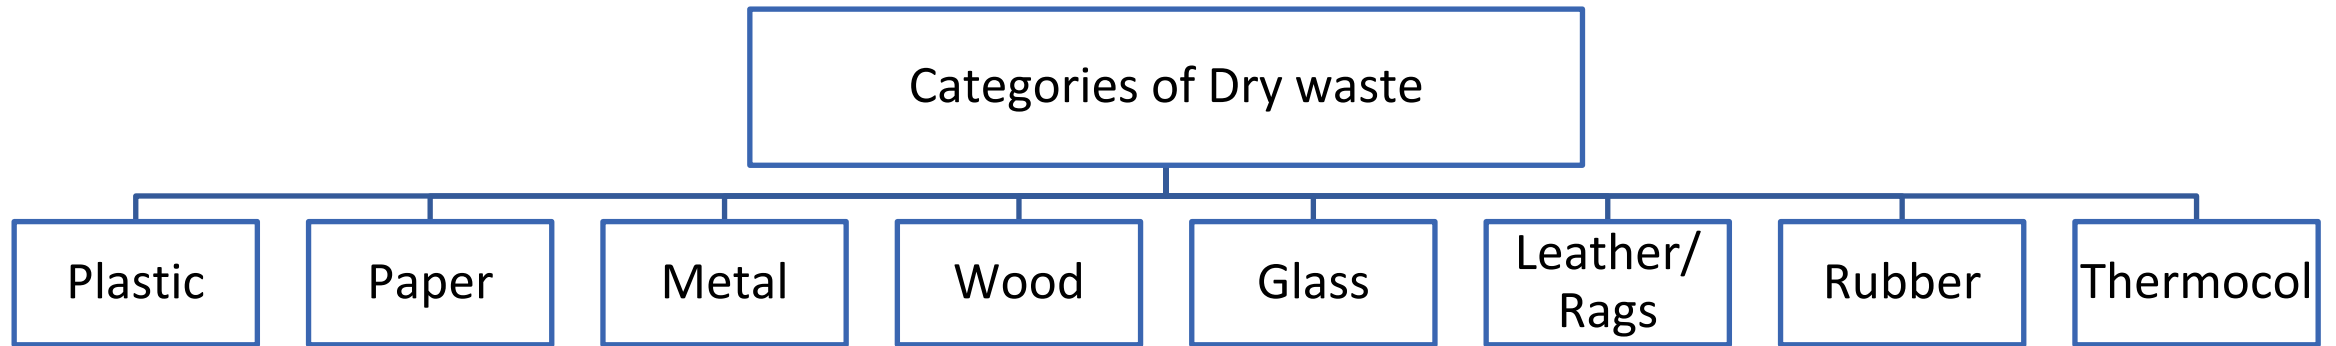 Categories of Dry waste
Plastic
Paper
Metal
Wood
Glass
Leather/
Rags
Rubber
Thermocol